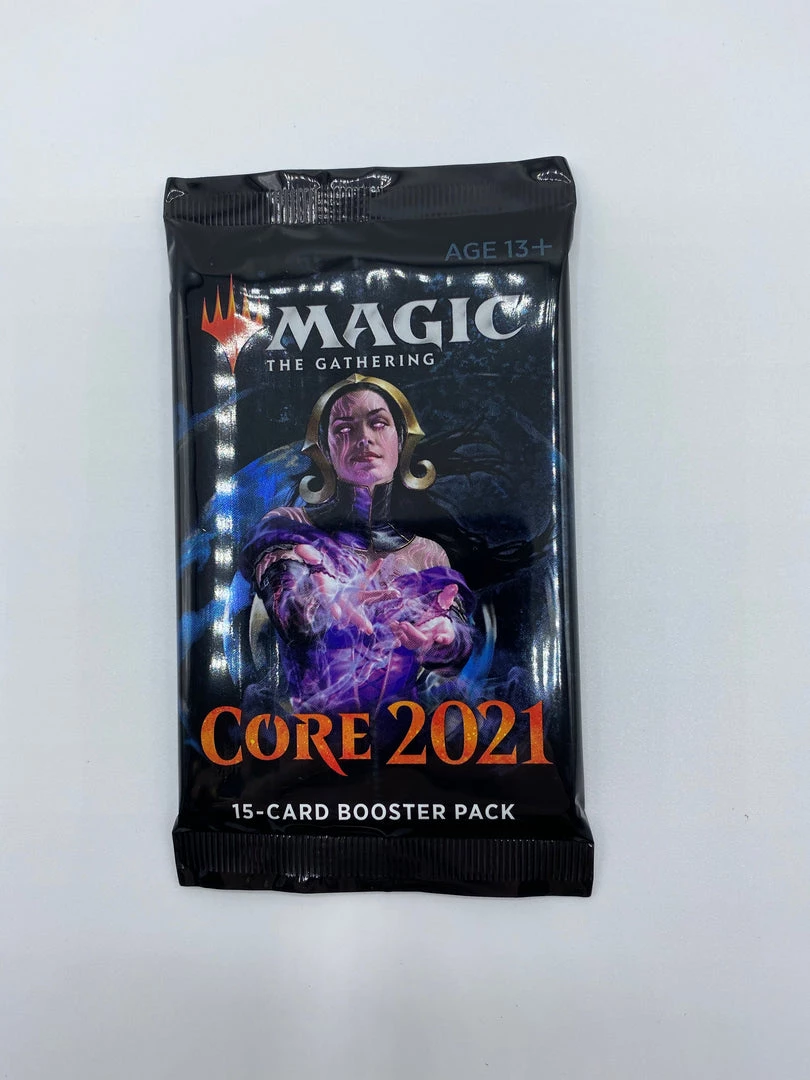 AGE 13+
MAGIC
THE GATHERING
CORE 2021
15-CARD BOOSTER PACK